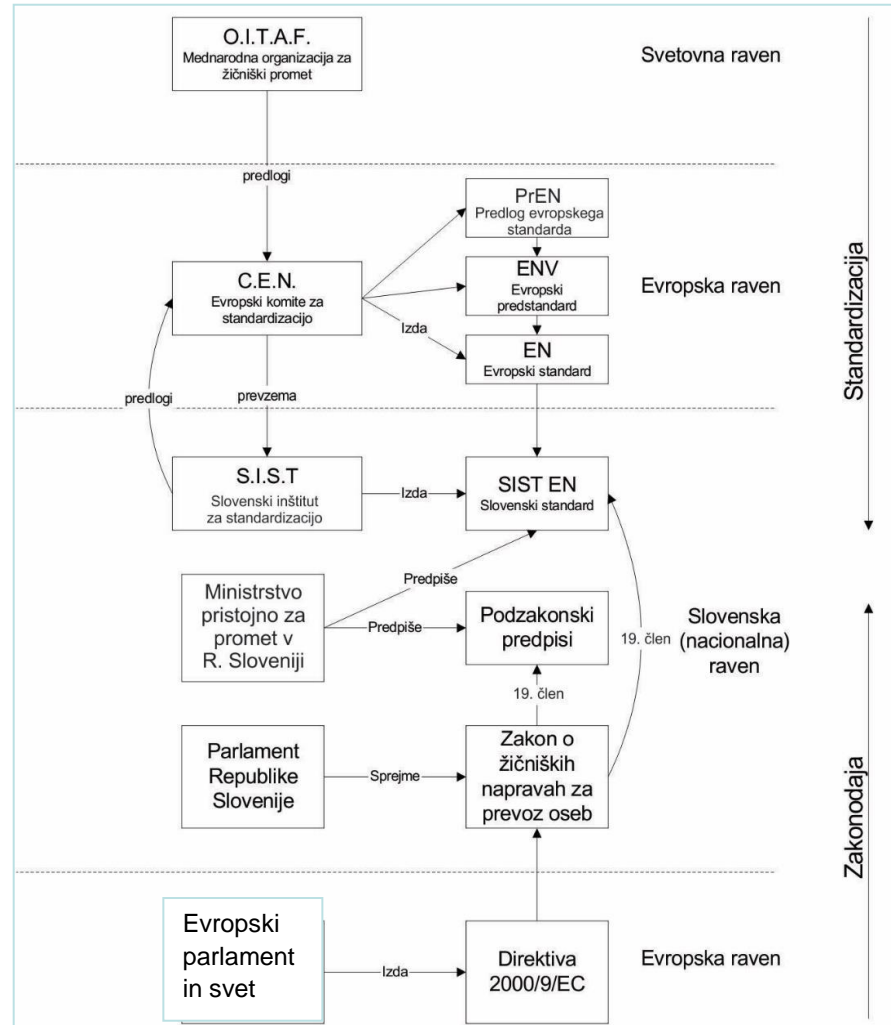 O.I.T.A.F.
Mednarodna organizacija za
žičniški promet
Svetovna raven
predlogi
PrEN
Predlog evropskega
standarda
C.E.N.
Evropski komite za
standardizacijo
ENV
Evropski
predstandard
Evropska raven
Izda
EN
Evropski standard
Standardizacija
predlogi
prevzema
S.I.S.T
Slovenski inštitut
za standardizacijo
Izda
SIST EN
Slovenski standard
Predpiše
Ministrstvo
pristojno za
promet v
R. Sloveniji
Predpiše
Podzakonski
predpisi
19. člen
Slovenska
(nacionalna)
raven
19. člen
Parlament
Republike
Slovenije
Sprejme
Zakon o
žičniških
napravah za
prevoz oseb
Zakonodaja
Evropski
parlament
in svet
Izda
Direktiva
2000/9/EC
Evropska raven